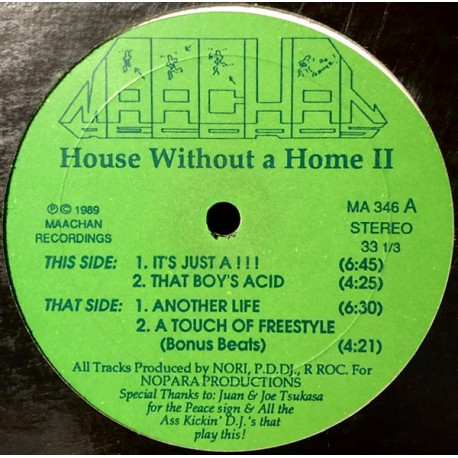 MAACHAN
RECORDS
House Without a Home II
Ⓟ © 1989
MAACHAN
RECORDINGS
MA 346 A
STEREO
33 1/3
THIS SIDE: 1. IT'S JUST A ! ! ! (6:45)
2. THAT BOY'S ACID (4:25)
THAT SIDE: 1. ANOTHER LIFE (6:30)
2. A TOUCH OF FREESTYLE
(Bonus Beats) (4:21)
All Tracks Produced by NORI, P.D.DJ., R ROC. For
NOPARA PRODUCTIONS
Special Thanks to: Juan & Joe Tsukasa
for the Peace sign & All the
Ass Kickin' D.J.'s that
play this!